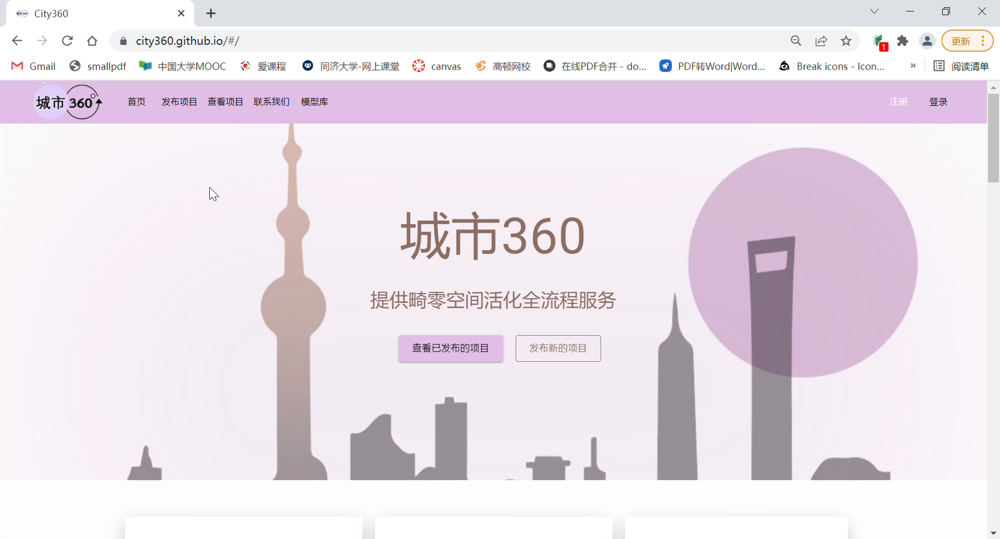 City360
city360.github.io/#/
更新
1
Gmail smallpdf 中国大学MOOC 爱课程 同济大学-网上课堂 canvas 高顿网校 在线PDF合并 - do... PDF转Word|Word... Break icons - Icon... » 阅读清单
城市 360° 首页 发布项目 查看项目 联系我们 模型库 注册 登录
城市360
提供畸零空间活化全流程服务
查看已发布的项目 发布新的项目